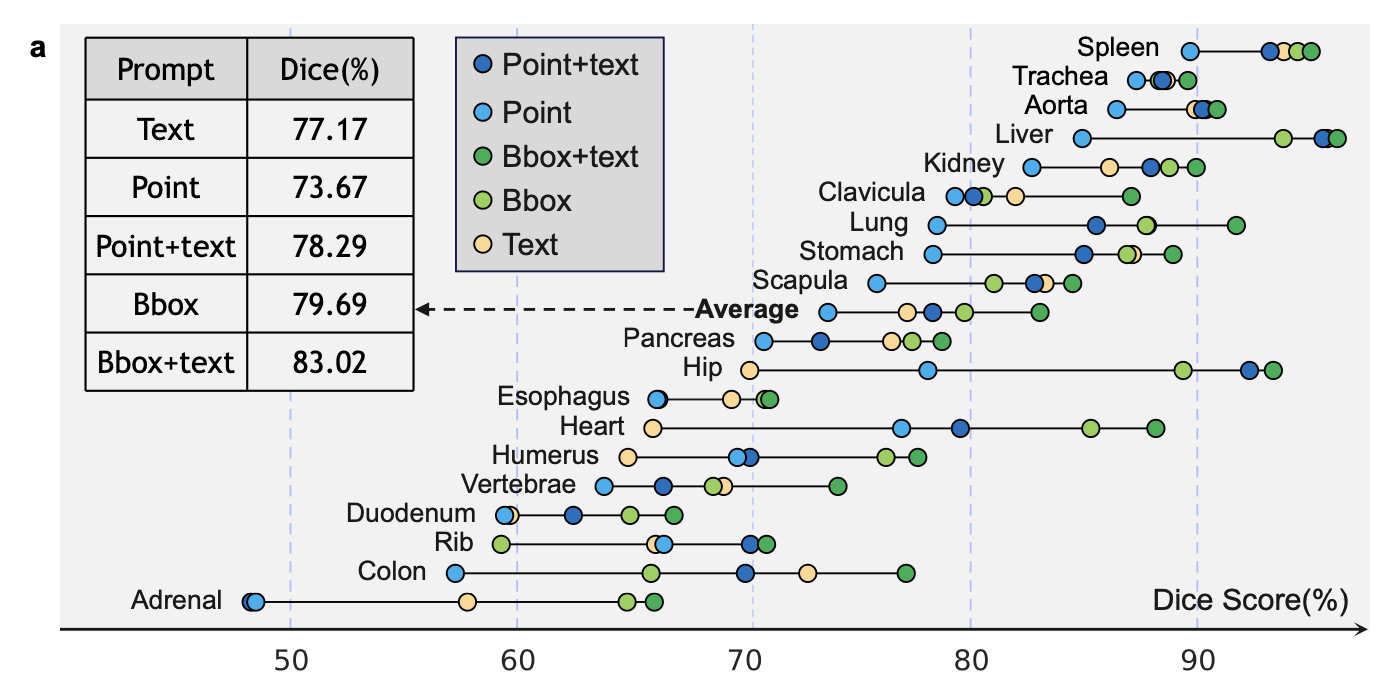 a
Prompt Dice(%)
Text 77.17
Point 73.67
Point+text 78.29
Bbox 79.69
Bbox+text 83.02
Point+text
Point
Bbox+text
Bbox
Text
Spleen
Trachea
Aorta
Liver
Kidney
Clavicula
Lung
Stomach
Scapula
Average
Pancreas
Hip
Esophagus
Heart
Humerus
Vertebrae
Duodenum
Rib
Colon
Adrenal
Dice Score(%)
50 60 70 80 90